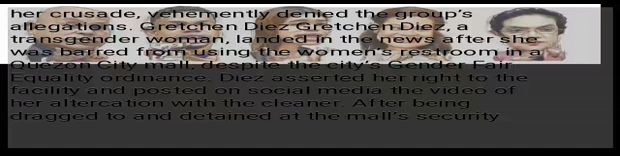 her crusade, vehemently denied the group's
allegations. Gretchen Diez Gretchen Diez, a
transgender woman, landed in the news after she
was barred from using the women's restroom in a
Quezon City mall, despite the city's Gender Fair
Equality ordinance. Diez asserted her right to the
facility and posted on social media the video of
her altercation with the cleaner. After being
dragged to and detained at the mall's security